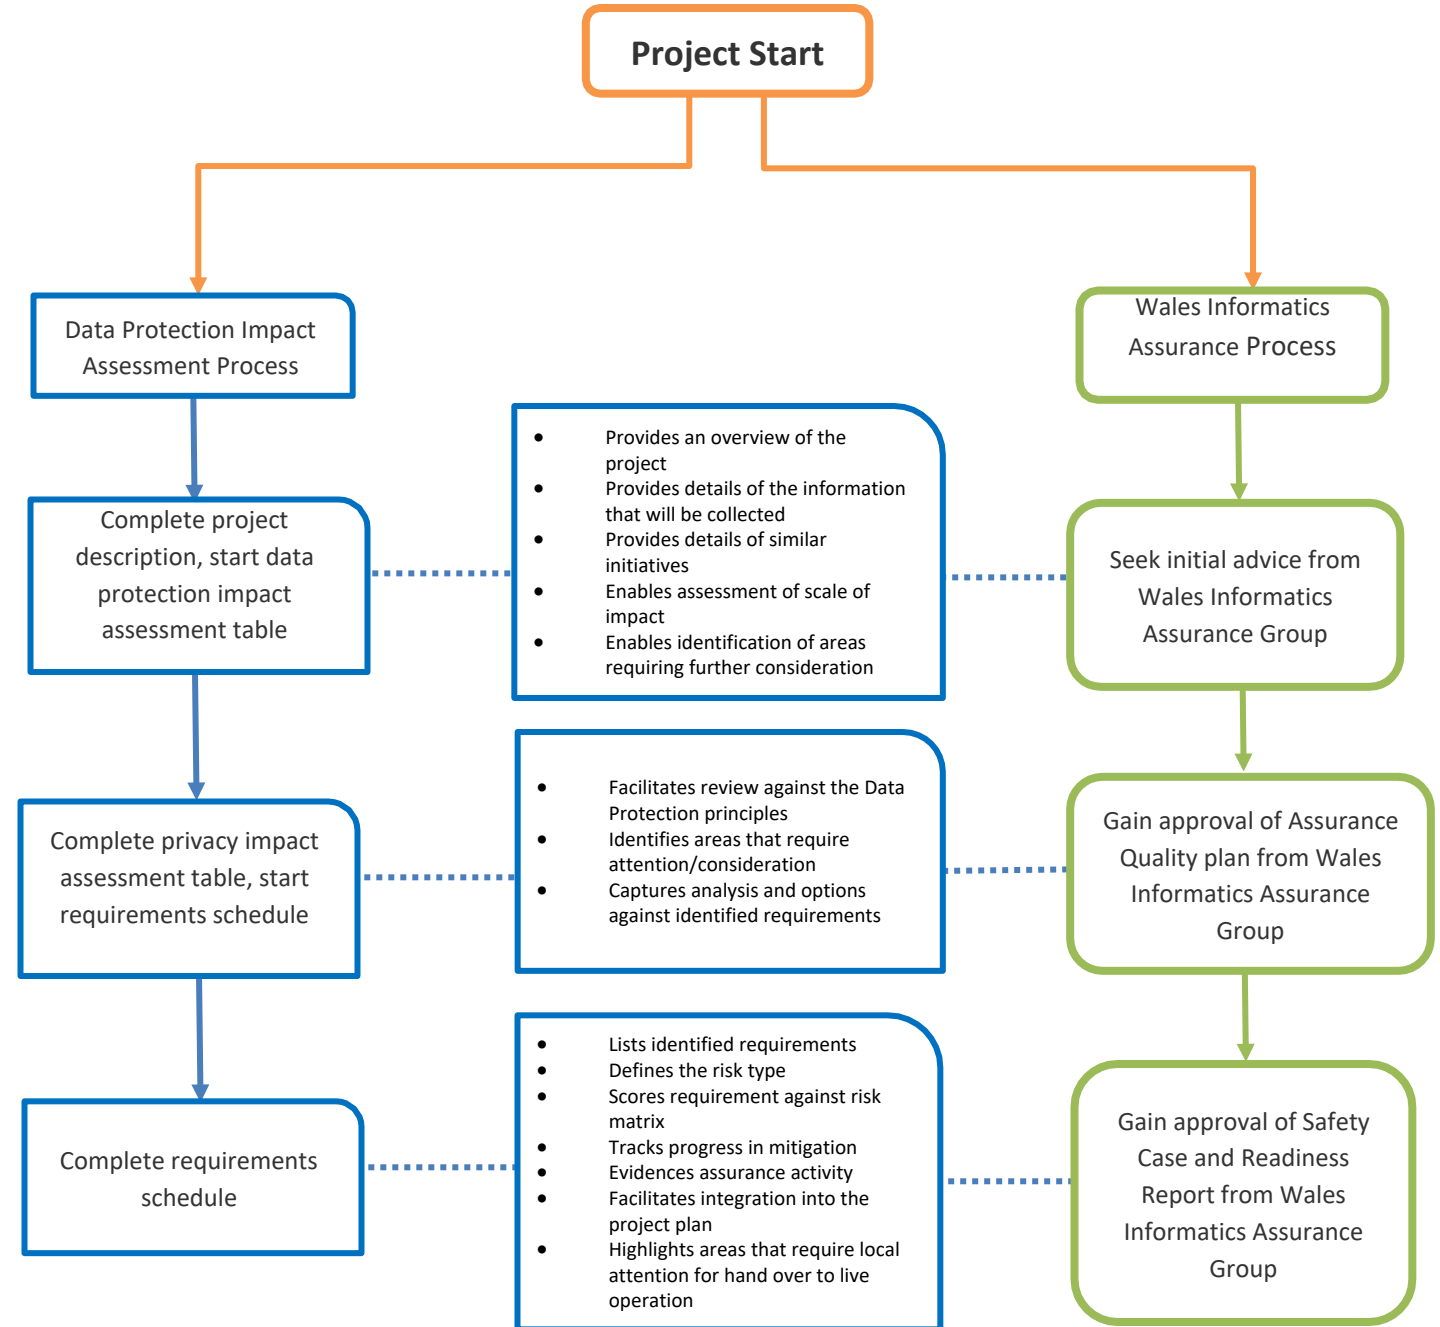 Project Start
Data Protection Impact
Assessment Process
Wales Informatics
Assurance Process
Complete project
description, start data
protection impact
assessment table
• Provides an overview of the
project
• Provides details of the information
that will be collected
• Provides details of similar
initiatives
• Enables assessment of scale of
impact
• Enables identification of areas
requiring further consideration
Seek initial advice from
Wales Informatics
Assurance Group
Complete privacy impact
assessment table, start
requirements schedule
• Facilitates review against the Data
Protection principles
• Identifies areas that require
attention/consideration
• Captures analysis and options
against identified requirements
Gain approval of Assurance
Quality plan from Wales
Informatics Assurance
Group
Complete requirements
schedule
• Lists identified requirements
• Defines the risk type
• Scores requirement against risk
matrix
• Tracks progress in mitigation
• Evidences assurance activity
• Facilitates integration into the
project plan
• Highlights areas that require local
attention for hand over to live
operation
Gain approval of Safety
Case and Readiness
Report from Wales
Informatics Assurance
Group